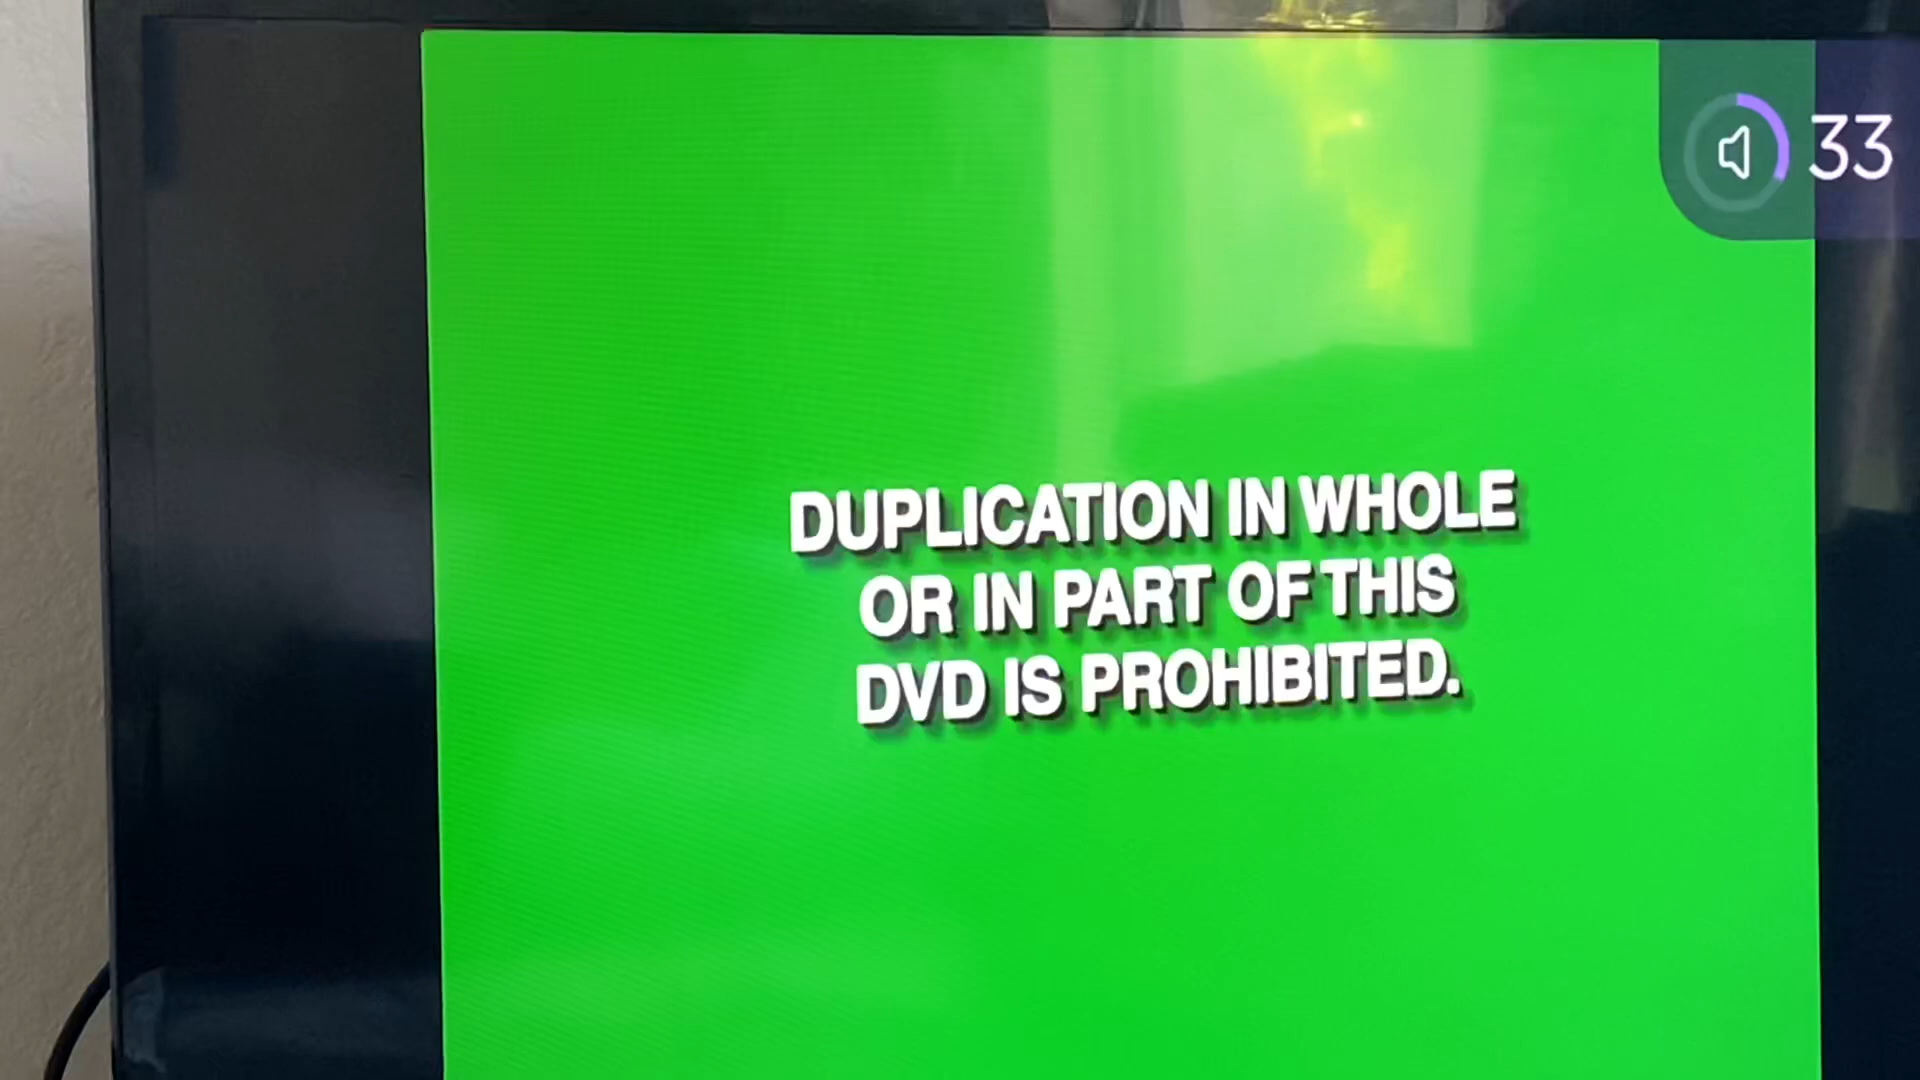 33
DUPLICATION IN WHOLE
OR IN PART OF THIS
DVD IS PROHIBITED.